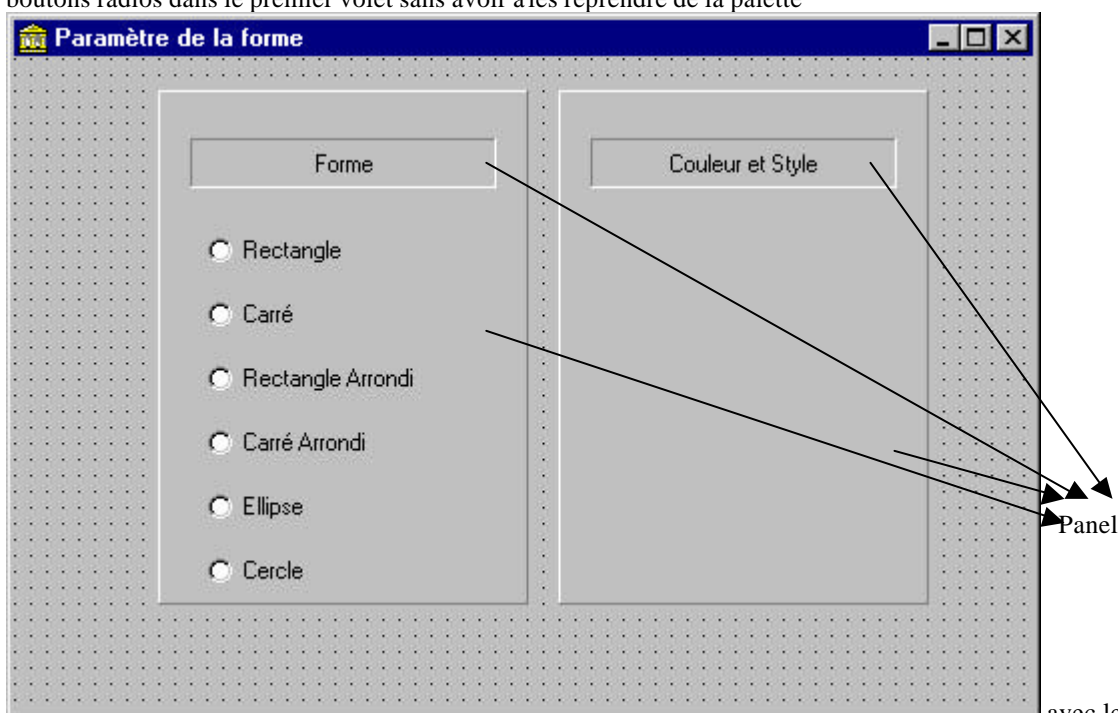 boutons radios dans le premier volet sans avoir à les reprendre de la palette
Paramètre de la forme
Forme
Couleur et Style
Rectangle
Carré
Rectangle Arrondi
Carré Arrondi
Ellipse
Cercle
Panel
avec le